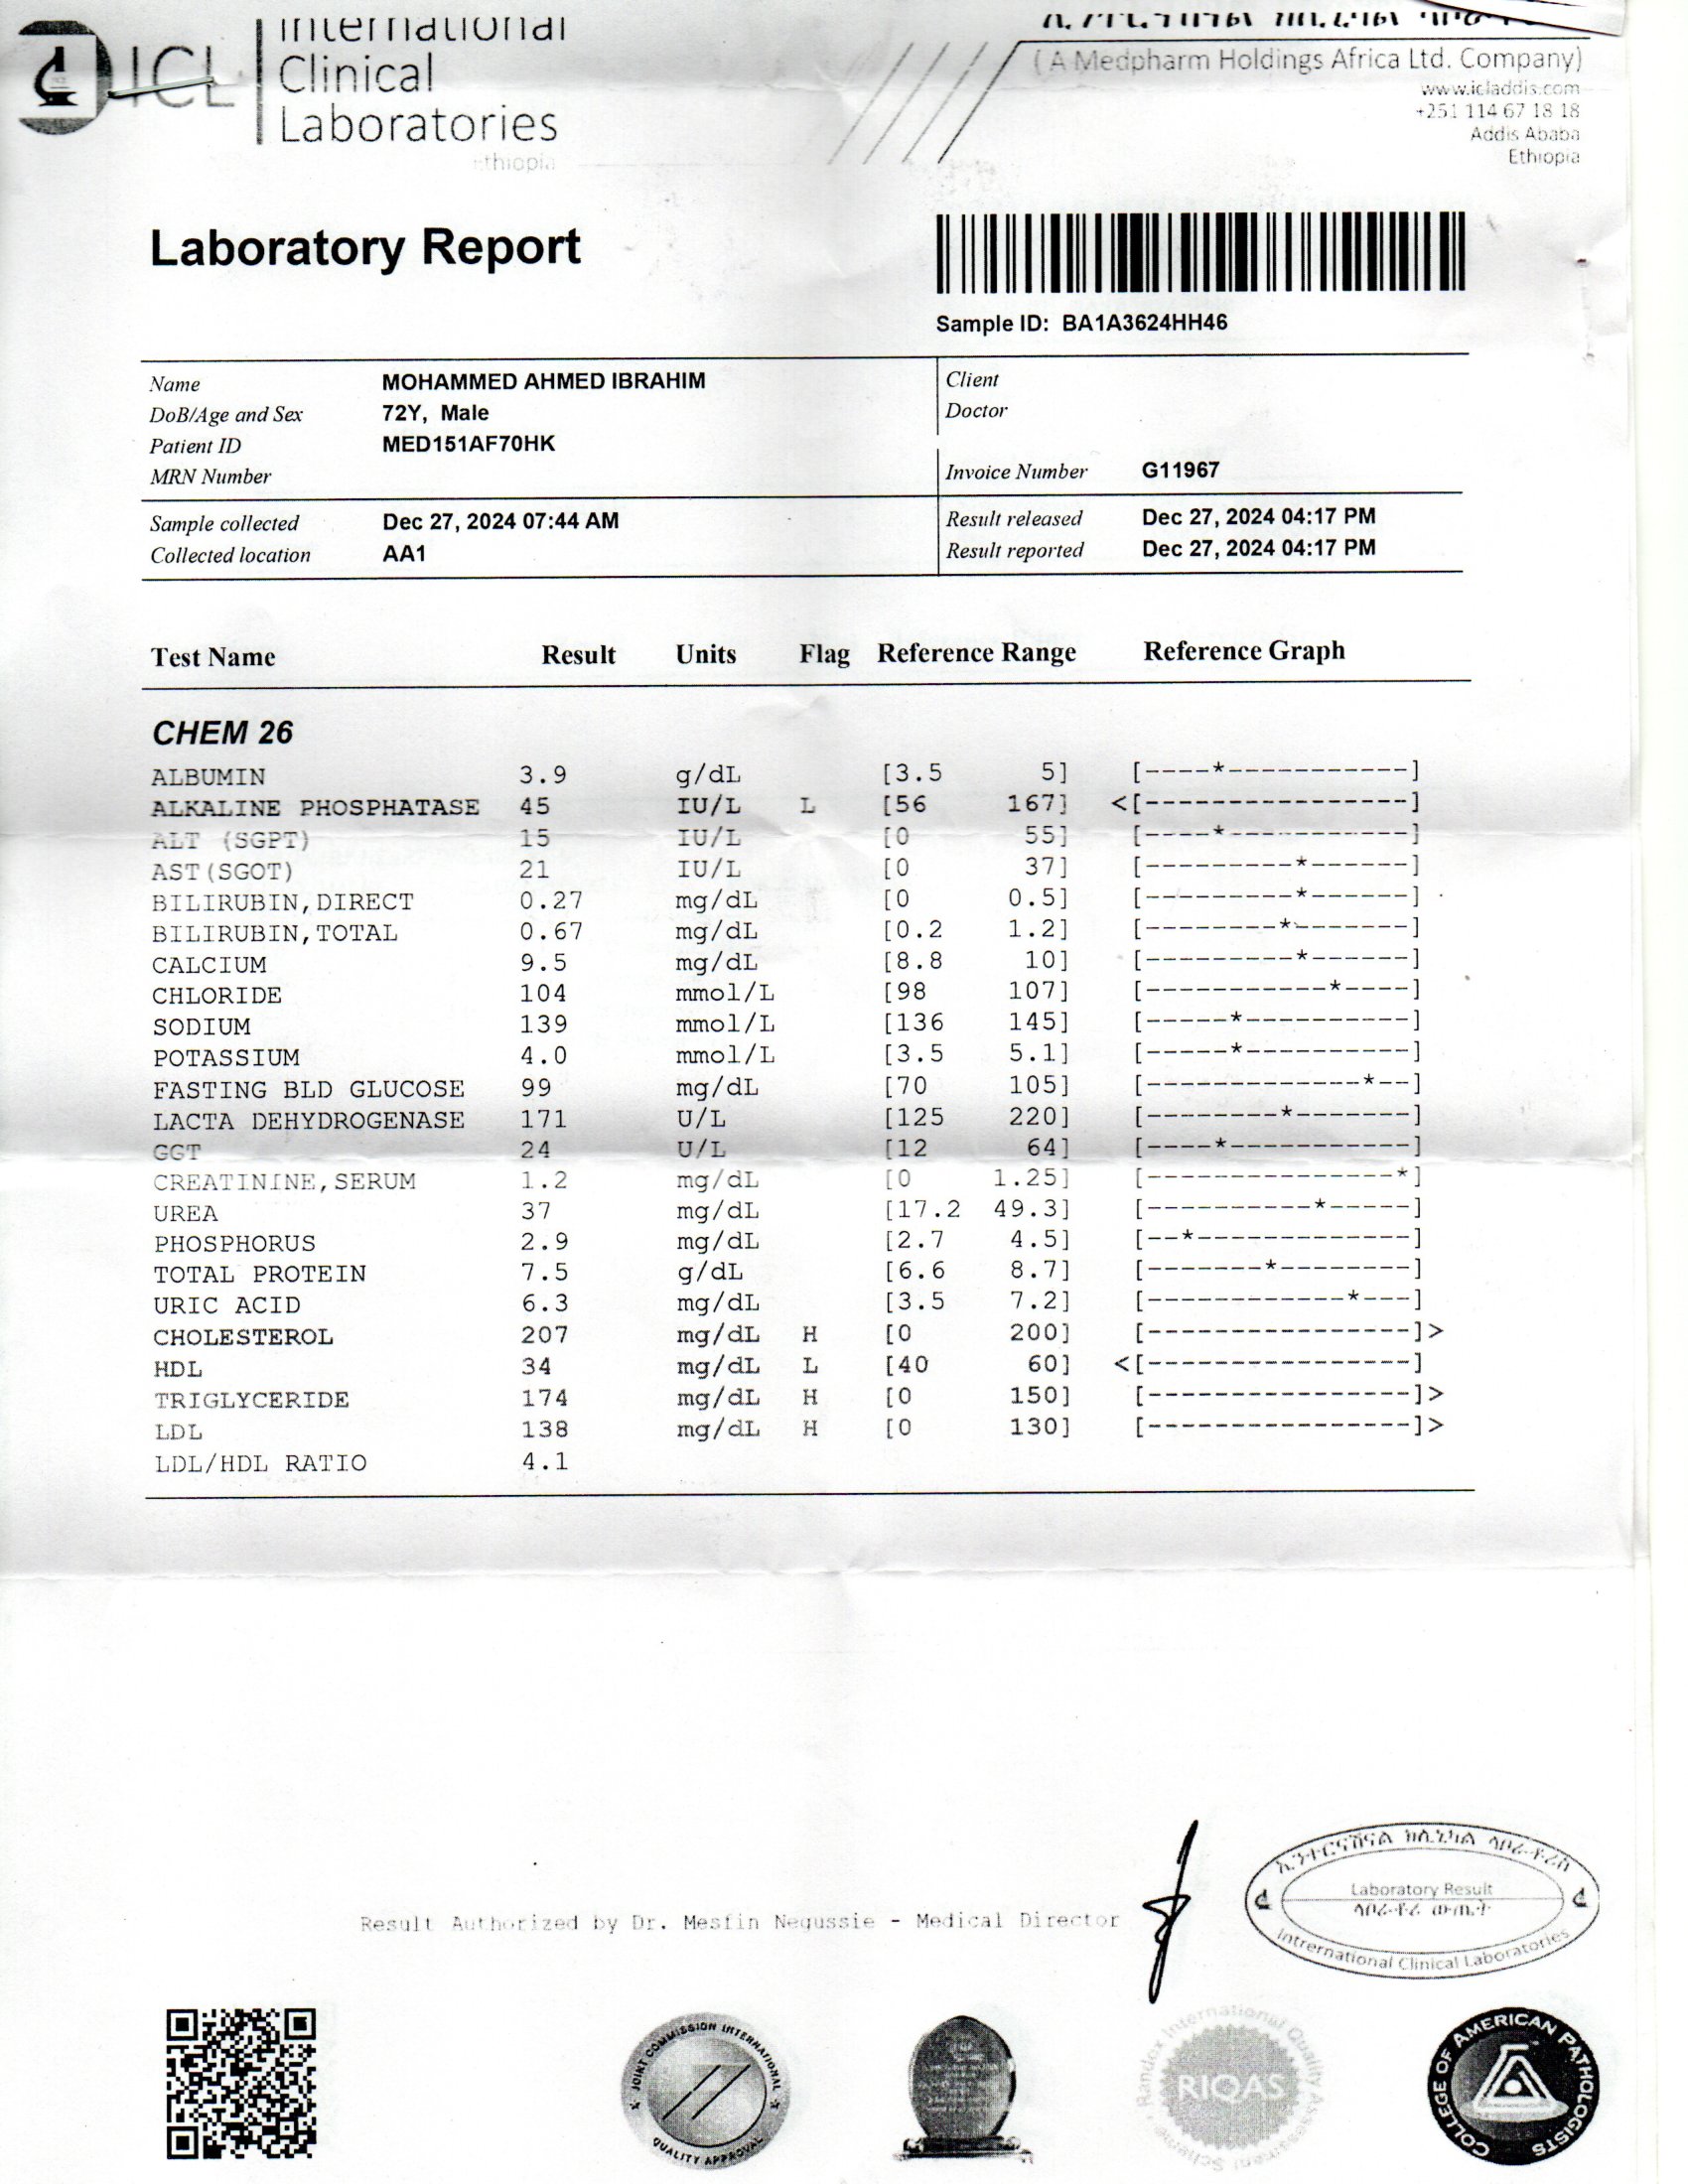 ICL
International
Clinical
Laboratories
Ethiopia
( A Medpharm Holdings Africa Ltd. Company)
www.icladdis.com
+251 114 67 18 18
Addis Ababa
Ethiopia
Laboratory Report
Sample ID: BA1A3624HH46
Name MOHAMMED AHMED IBRAHIM Client
DoB/Age and Sex 72Y, Male Doctor
Patient ID MED151AF70HK
MRN Number Invoice Number G11967
Sample collected Dec 27, 2024 07:44 AM Result released Dec 27, 2024 04:17 PM
Collected location AA1 Result reported Dec 27, 2024 04:17 PM
Test Name Result Units Flag Reference Range Reference Graph
CHEM 26
ALBUMIN 3.9 g/dL [3.5 5] [----*-----------]
ALKALINE PHOSPHATASE 45 IU/L L [56 167] <[----------------]
ALT (SGPT) 15 IU/L [0 55] [----*-----------]
AST(SGOT) 21 IU/L [0 37] [---------*------]
BILIRUBIN,DIRECT 0.27 mg/dL [0 0.5] [---------*------]
BILIRUBIN,TOTAL 0.67 mg/dL [0.2 1.2] [--------*-------]
CALCIUM 9.5 mg/dL [8.8 10] [---------*------]
CHLORIDE 104 mmol/L [98 107] [-----------*----]
SODIUM 139 mmol/L [136 145] [-----*----------]
POTASSIUM 4.0 mmol/L [3.5 5.1] [-----*----------]
FASTING BLD GLUCOSE 99 mg/dL [70 105] [-------------*--]
LACTA DEHYDROGENASE 171 U/L [125 220] [--------*-------]
GGT 24 U/L [12 64] [----*-----------]
CREATININE,SERUM 1.2 mg/dL [0 1.25] [---------------*]
UREA 37 mg/dL [17.2 49.3] [----------*-----]
PHOSPHORUS 2.9 mg/dL [2.7 4.5] [--*-------------]
TOTAL PROTEIN 7.5 g/dL [6.6 8.7] [-------*--------]
URIC ACID 6.3 mg/dL [3.5 7.2] [------------*---]
CHOLESTEROL 207 mg/dL H [0 200] [----------------]>
HDL 34 mg/dL L [40 60] <[----------------]
TRIGLYCERIDE 174 mg/dL H [0 150] [----------------]>
LDL 138 mg/dL H [0 130] [----------------]>
LDL/HDL RATIO 4.1
Result Authorized by Dr. Mesfin Negussie - Medical Director
ኢንተርናሽናል ክሊኒካል ላቦራቶሪስ
Laboratory Result
ላቦራቶሪ ውጤት
Intrernational Clinical Laboratories
JOINT COMMISSION INTERNATIONAL
QUALITY APPROVAL
Randox International Quality Assessment Scheme
RIQAS
COLLEGE OF AMERICAN PATHOLOGISTS